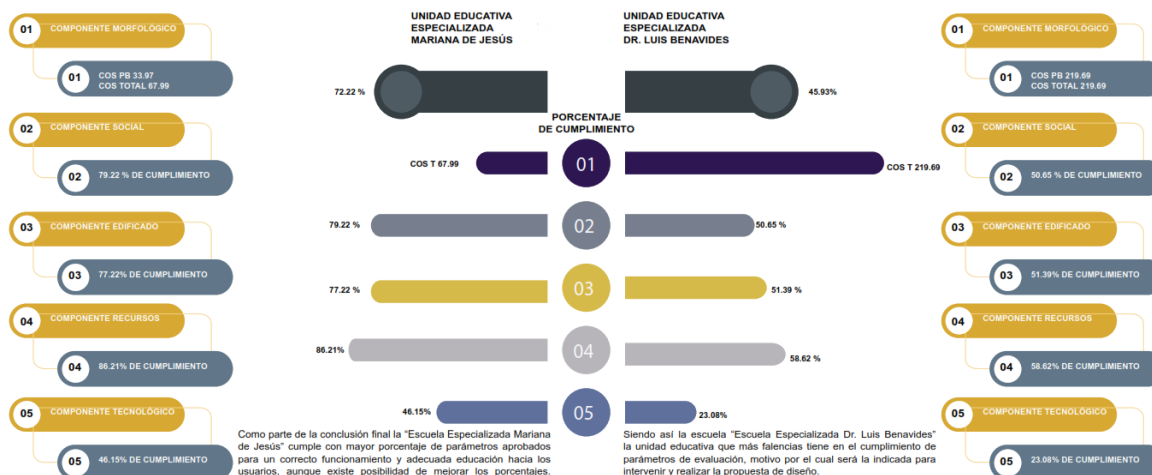 01
COMPONENTE MORFOLÓGICO
01
COS PB 33.97
COS TOTAL 67.99
02
COMPONENTE SOCIAL
02
79.22 % DE CUMPLIMIENTO
03
COMPONENTE EDIFICADO
03
77.22% DE CUMPLIMIENTO
04
COMPONENTE RECURSOS
04
86.21% DE CUMPLIMIENTO
05
COMPONENTE TECNOLÓGICO
05
46.15% DE CUMPLIMIENTO
UNIDAD EDUCATIVA
ESPECIALIZADA
MARIANA DE JESÚS
UNIDAD EDUCATIVA
ESPECIALIZADA
DR. LUIS BENAVIDES
72.22 %
45.93%
PORCENTAJE
DE CUMPLIMIENTO
COS T 67.99
01
COS T 219.69
79.22 %
02
50.65 %
77.22 %
03
51.39 %
86.21%
04
58.62 %
46.15%
05
23.08%
Como parte de la conclusión final la "Escuela Especializada Mariana
de Jesús" cumple con mayor porcentaje de parámetros aprobados
para un correcto funcionamiento y adecuada educación hacia los
usuarios, aunque existe posibilidad de mejorar los porcentajes.
Siendo así la escuela "Escuela Especializada Dr. Luis Benavides"
la unidad educativa que más falencias tiene en el cumplimiento de
parámetros de evaluación, motivo por el cual será la indicada para
intervenir y realizar la propuesta de diseño.
01
COMPONENTE MORFOLÓGICO
01
COS PB 219.69
COS TOTAL 219.69
02
COMPONENTE SOCIAL
02
50.65 % DE CUMPLIMIENTO
03
COMPONENTE EDIFICADO
03
51.39% DE CUMPLIMIENTO
04
COMPONENTE RECURSOS
04
58.62 % DE CUMPLIMIENTO
05
COMPONENTE TECNOLÓGICO
05
23.08% DE CUMPLIMIENTO